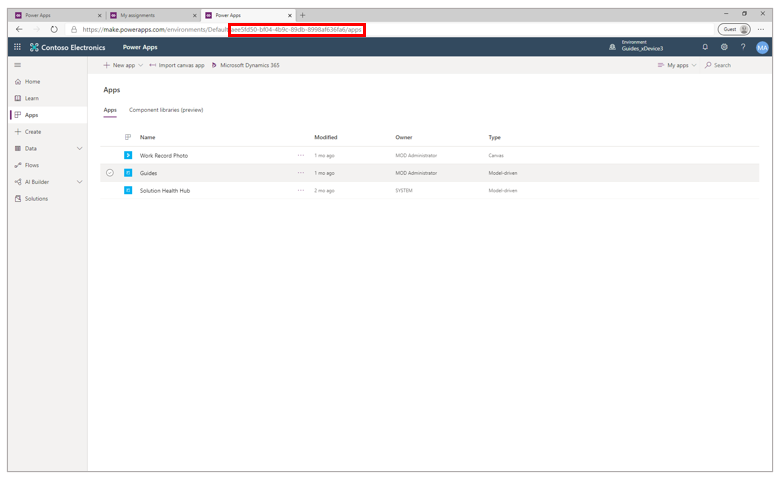 Power Apps
My assignments
Power Apps
https://make.powerapps.com/environments/Default-aee5fd50-bf04-4b9c-89db-8998af636fa6/apps
Guest
Contoso Electronics
Power Apps
Environment
Guides_xDevice3
MA
New app
Import canvas app
Microsoft Dynamics 365
My apps
Search
Home
Learn
Apps
Create
Data
Flows
AI Builder
Solutions
Apps
Apps Component libraries (preview)
Name Modified Owner Type
Work Record Photo ... 1 mo ago MOD Administrator Canvas
Guides ... 1 mo ago MOD Administrator Model-driven
Solution Health Hub ... 2 mo ago SYSTEM Model-driven